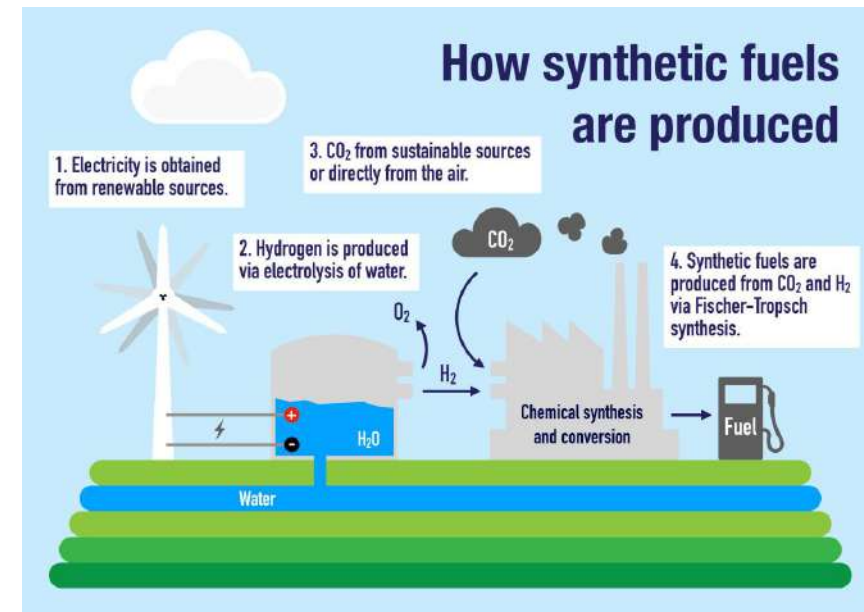 How synthetic fuels
are produced
1. Electricity is obtained
from renewable sources.
2. Hydrogen is produced
via electrolysis of water.
3. CO₂ from sustainable sources
or directly from the air.
CO₂
4. Synthetic fuels are
produced from CO₂ and H₂
via Fischer-Tropsch
synthesis.
O₂
H₂
+
-
H₂O
Chemical synthesis
and conversion
Fuel
Water